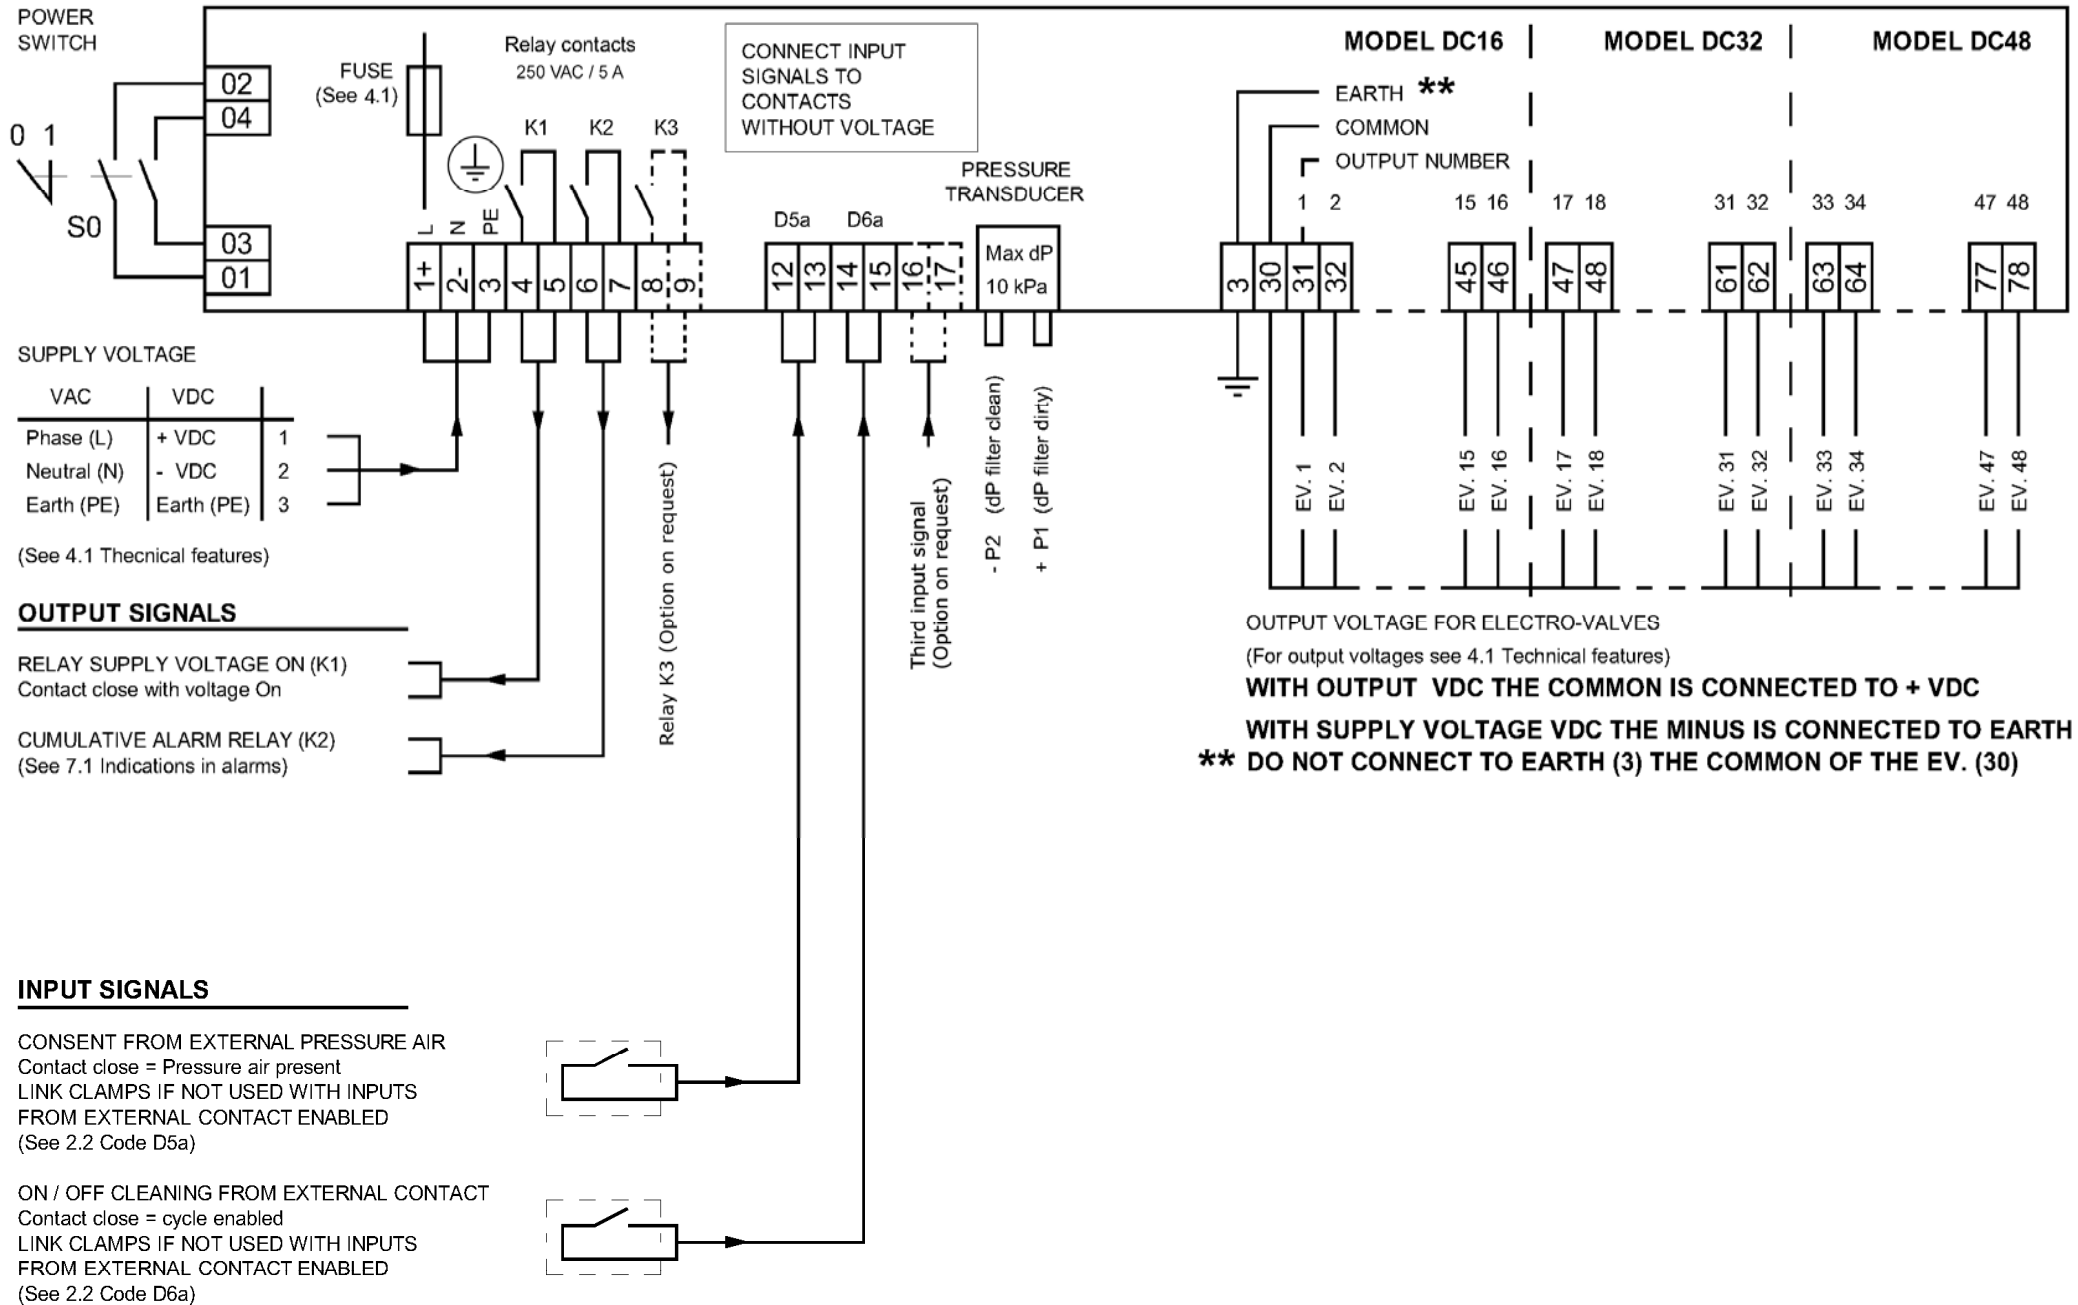 POWER
SWITCH
02
04
0 1
S0
03
01
FUSE
(See 4.1)
Relay contacts
250 VAC / 5 A
K1
K2
K3
CONNECT INPUT
SIGNALS TO
CONTACTS
WITHOUT VOLTAGE
PRESSURE
TRANSDUCER
Max dP
10 kPa
D5a
D6a
L
N
PE
1+
2-
3
4
5
6
7
8
9
12
13
14
15
16
17
MODEL DC16
MODEL DC32
MODEL DC48
EARTH **
COMMON
OUTPUT NUMBER
1 2
15 16
17 18
31 32
33 34
47 48
3
30
31
32
45
46
47
48
61
62
63
64
77
78
SUPPLY VOLTAGE
VAC VDC
Phase (L) + VDC 1
Neutral (N) - VDC 2
Earth (PE) Earth (PE) 3
(See 4.1 Thecnical features)
OUTPUT SIGNALS
RELAY SUPPLY VOLTAGE ON (K1)
Contact close with voltage On
CUMULATIVE ALARM RELAY (K2)
(See 7.1 Indications in alarms)
Relay K3 (Option on request)
Third input signal
(Option on request)
- P2 (dP filter clean)
+ P1 (dP filter dirty)
EV. 1
EV. 2
EV. 15
EV. 16
EV. 17
EV. 18
EV. 31
EV. 32
EV. 33
EV. 34
EV. 47
EV. 48
OUTPUT VOLTAGE FOR ELECTRO-VALVES
(For output voltages see 4.1 Technical features)
WITH OUTPUT VDC THE COMMON IS CONNECTED TO + VDC
WITH SUPPLY VOLTAGE VDC THE MINUS IS CONNECTED TO EARTH
** DO NOT CONNECT TO EARTH (3) THE COMMON OF THE EV. (30)
INPUT SIGNALS
CONSENT FROM EXTERNAL PRESSURE AIR
Contact close = Pressure air present
LINK CLAMPS IF NOT USED WITH INPUTS
FROM EXTERNAL CONTACT ENABLED
(See 2.2 Code D5a)
ON / OFF CLEANING FROM EXTERNAL CONTACT
Contact close = cycle enabled
LINK CLAMPS IF NOT USED WITH INPUTS
FROM EXTERNAL CONTACT ENABLED
(See 2.2 Code D6a)